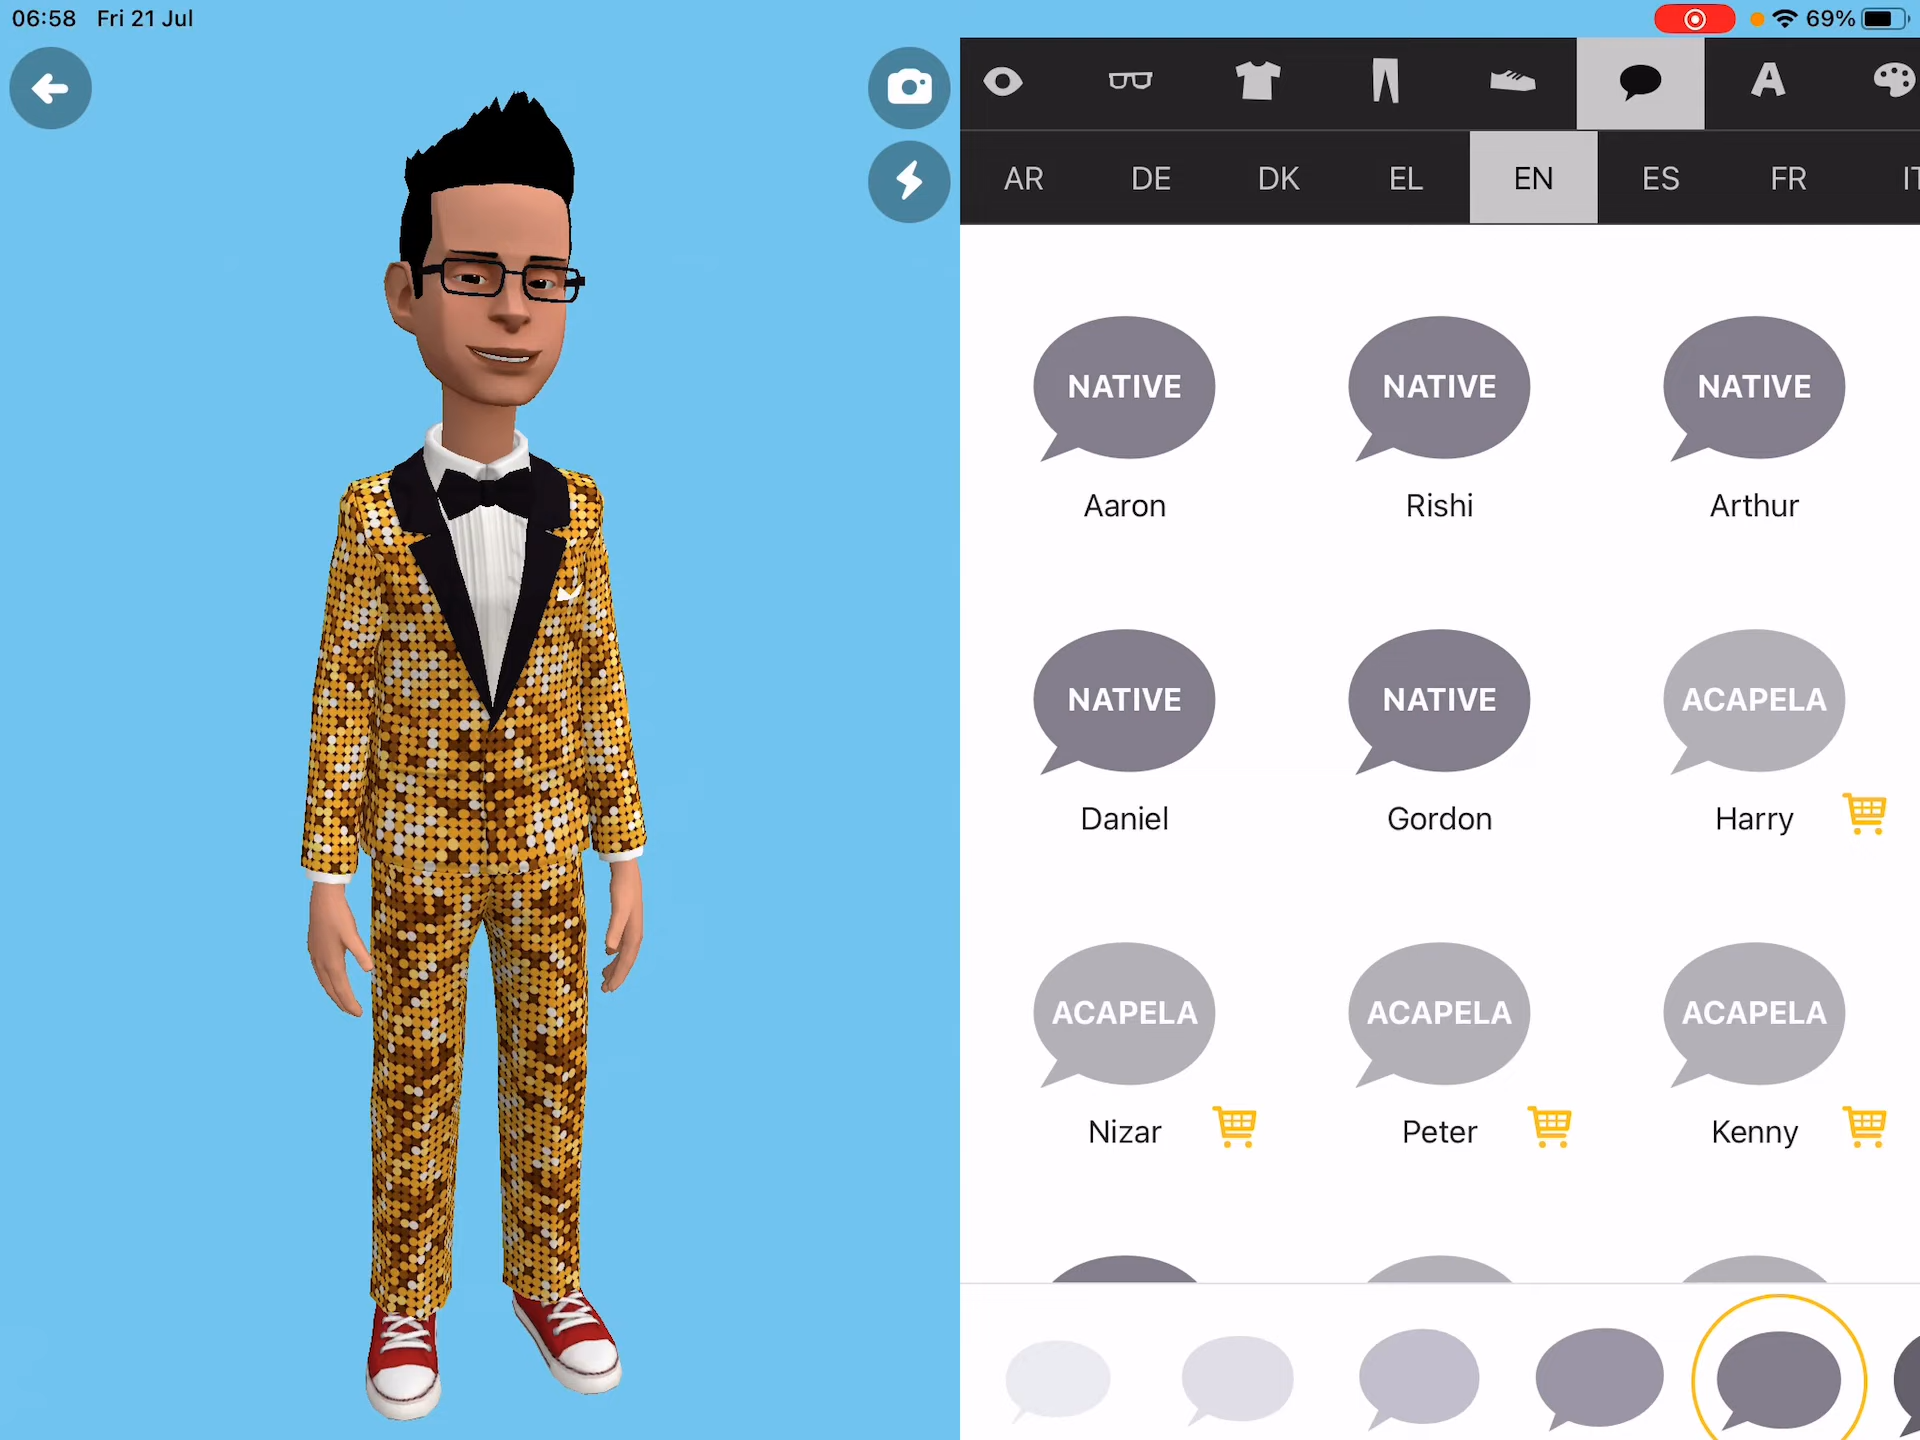 06:58 Fri 21 Jul
69%
A
AR DE DK EL EN ES FR IT
NATIVE NATIVE NATIVE
Aaron Rishi Arthur
NATIVE NATIVE ACAPELA
Daniel Gordon Harry
ACAPELA ACAPELA ACAPELA
Nizar Peter Kenny